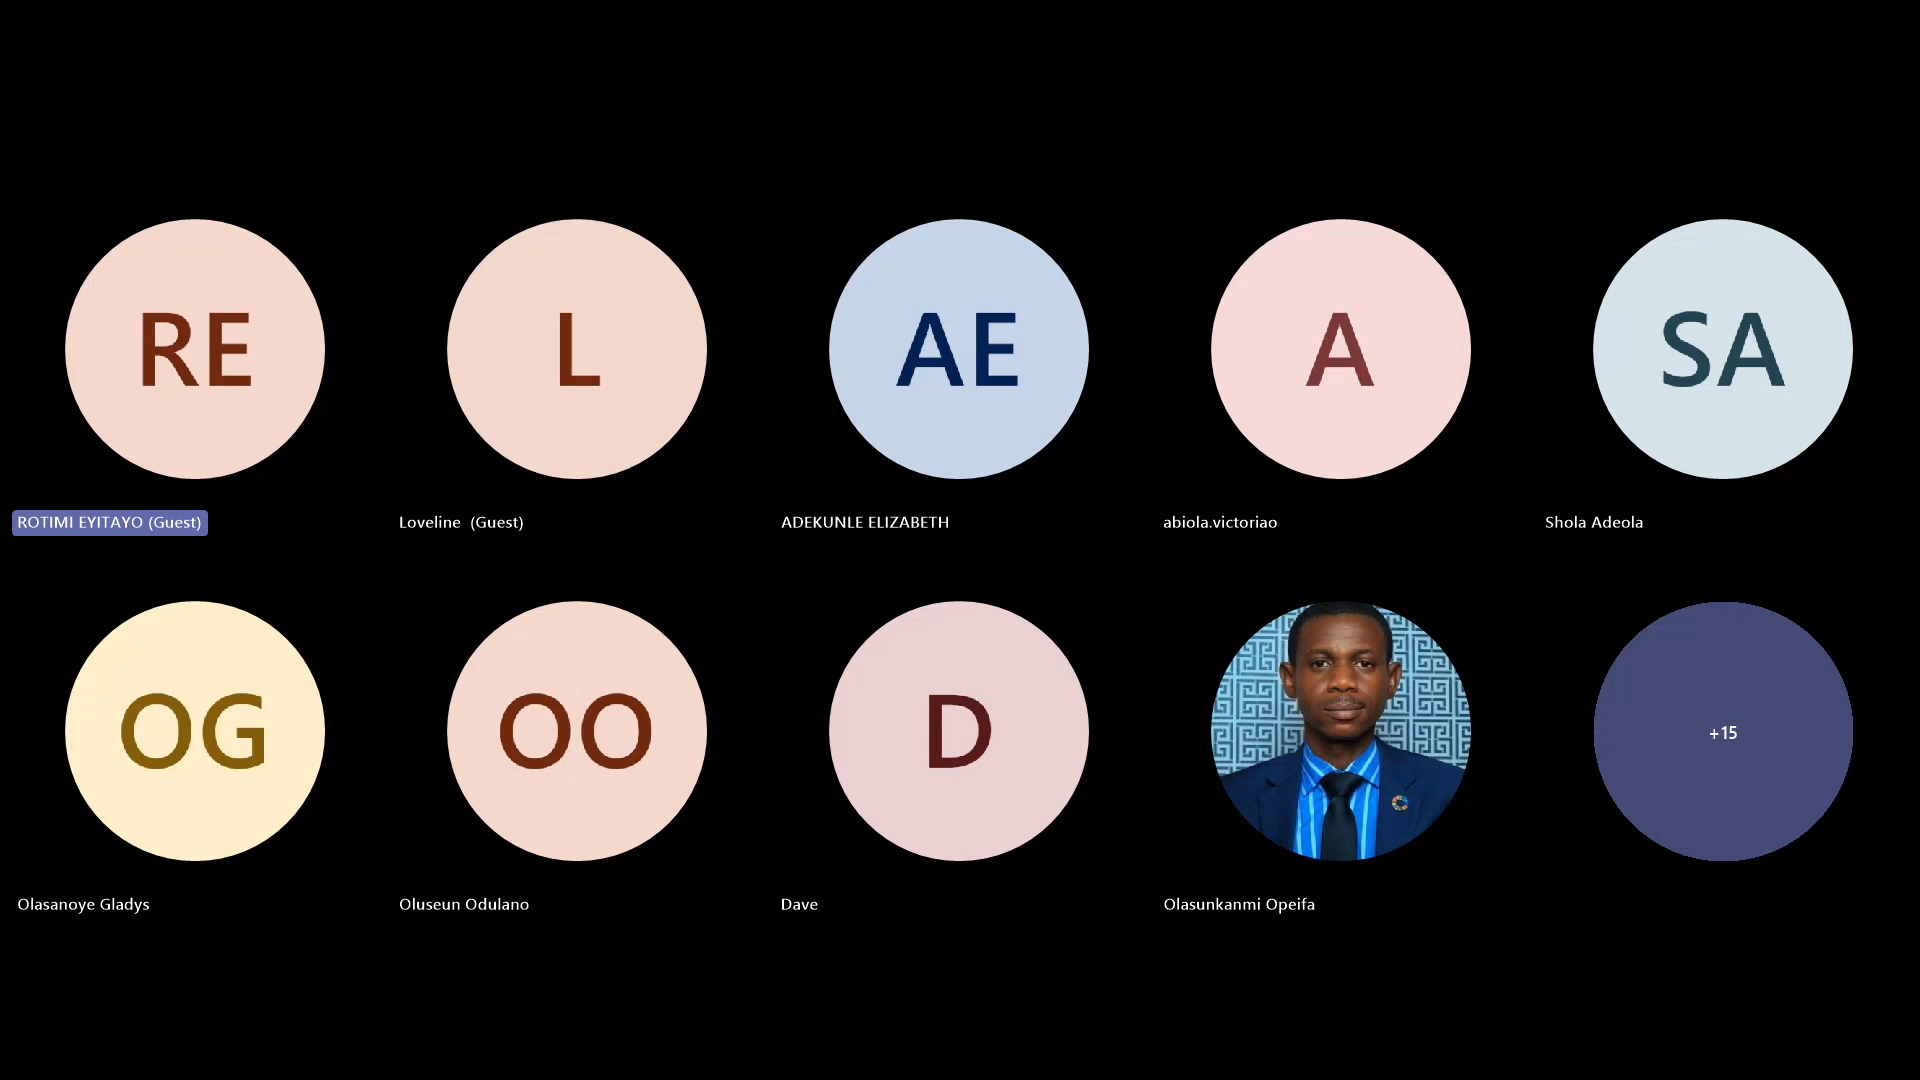 RE
L
AE
A
SA
ROTIMI EYITAYO (Guest)
Loveline (Guest)
ADEKUNLE ELIZABETH
abiola.victoriao
Shola Adeola
OG
OO
D
+15
Olasanoye Gladys
Oluseun Odulano
Dave
Olasunkanmi Opeifa